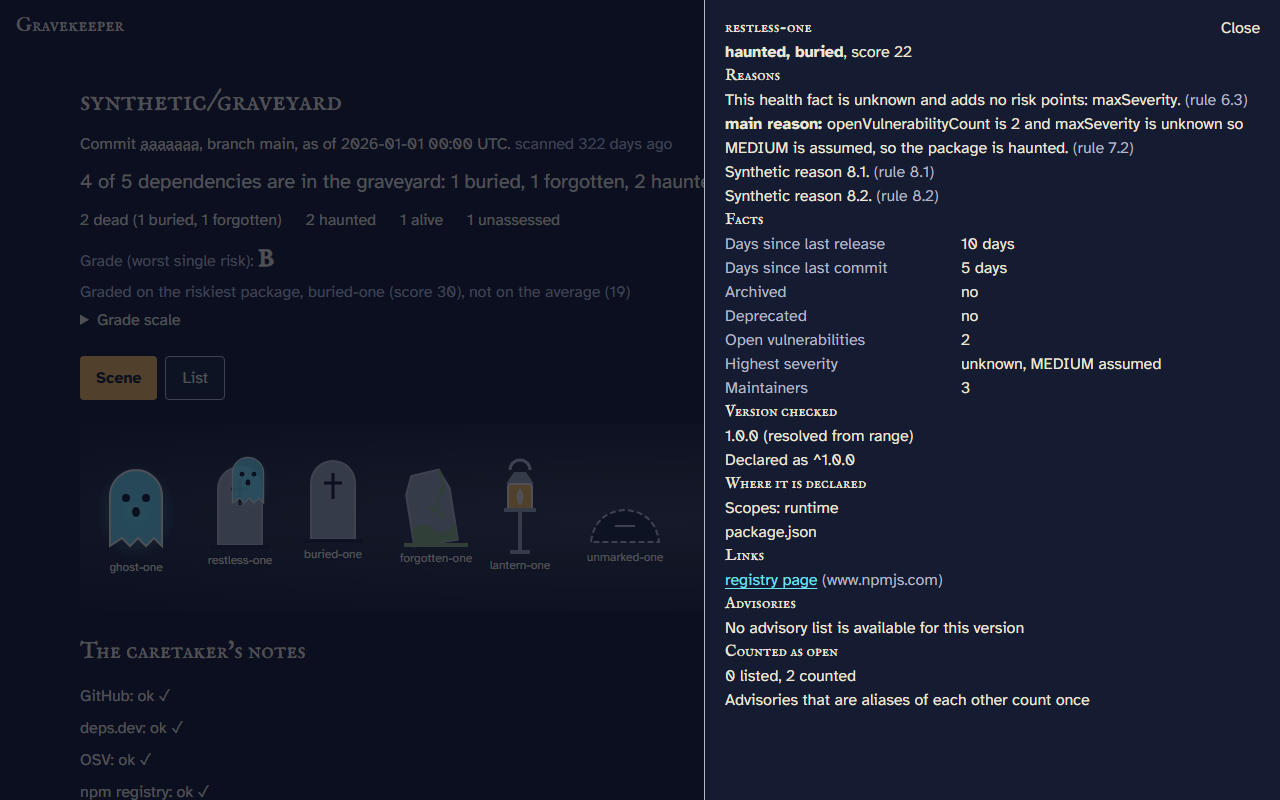 Gravekeeper
synthetic/graveyard
Commit aaaaaaa, branch main, as of 2026-01-01 00:00 UTC. scanned 322 days ago
4 of 5 dependencies are in the graveyard: 1 buried, 1 forgotten, 2 haunte
2 dead (1 buried, 1 forgotten) 2 haunted 1 alive 1 unassessed
Grade (worst single risk): B
Graded on the riskiest package, buried-one (score 30), not on the average (19)
Grade scale
Scene List
ghost-one restless-one buried-one forgotten-one lantern-one unmarked-one
The caretaker's notes
GitHub: ok ✓
deps.dev: ok ✓
OSV: ok ✓
npm registry: ok ✓
restless-one Close
haunted, buried, score 22
Reasons
This health fact is unknown and adds no risk points: maxSeverity. (rule 6.3)
main reason: openVulnerabilityCount is 2 and maxSeverity is unknown so
MEDIUM is assumed, so the package is haunted. (rule 7.2)
Synthetic reason 8.1. (rule 8.1)
Synthetic reason 8.2. (rule 8.2)
Facts
Days since last release 10 days
Days since last commit 5 days
Archived no
Deprecated no
Open vulnerabilities 2
Highest severity unknown, MEDIUM assumed
Maintainers 3
Version checked
1.0.0 (resolved from range)
Declared as ^1.0.0
Where it is declared
Scopes: runtime
package.json
Links
registry page (www.npmjs.com)
Advisories
No advisory list is available for this version
Counted as open
0 listed, 2 counted
Advisories that are aliases of each other count once